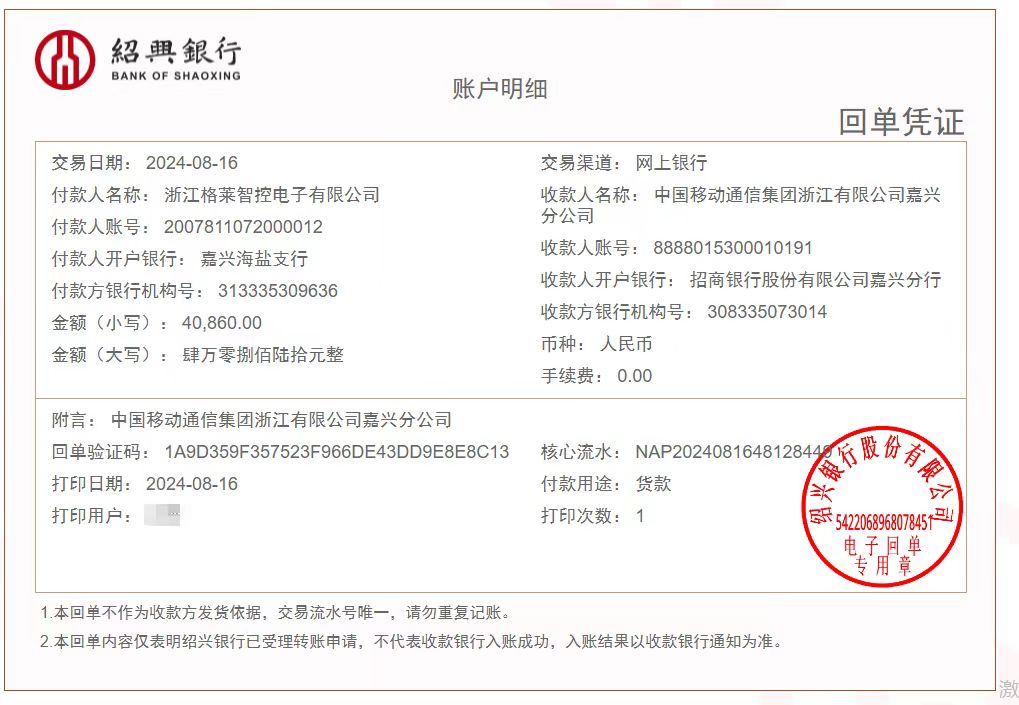 紹興銀行
BANK OF SHAOXING
账户明细
回单凭证
交易日期： 2024-08-16
交易渠道： 网上银行
付款人名称： 浙江格莱智控电子有限公司
收款人名称： 中国移动通信集团浙江有限公司嘉兴
分公司
付款人账号： 2007811072000012
收款人账号： 8888015300010191
付款人开户银行： 嘉兴海盐支行
收款人开户银行： 招商银行股份有限公司嘉兴分行
付款方银行机构号： 313335309636
收款方银行机构号： 308335073014
金额（小写）： 40,860.00
币种： 人民币
金额（大写）： 肆万零捌佰陆拾元整
手续费： 0.00
附言： 中国移动通信集团浙江有限公司嘉兴分公司
回单验证码： 1A9D359F357523F966DE43DD9E8E8C13
核心流水： NAP2024081648128449
打印日期： 2024-08-16
付款用途： 货款
打印用户：
打印次数： 1
绍兴银行股份有限公司
5422068968078451
电子回单
专用章
1.本回单不作为收款方发货依据，交易流水号唯一，请勿重复记账。
2.本回单内容仅表明绍兴银行已受理转账申请，不代表收款银行入账成功，入账结果以收款银行通知为准。
激